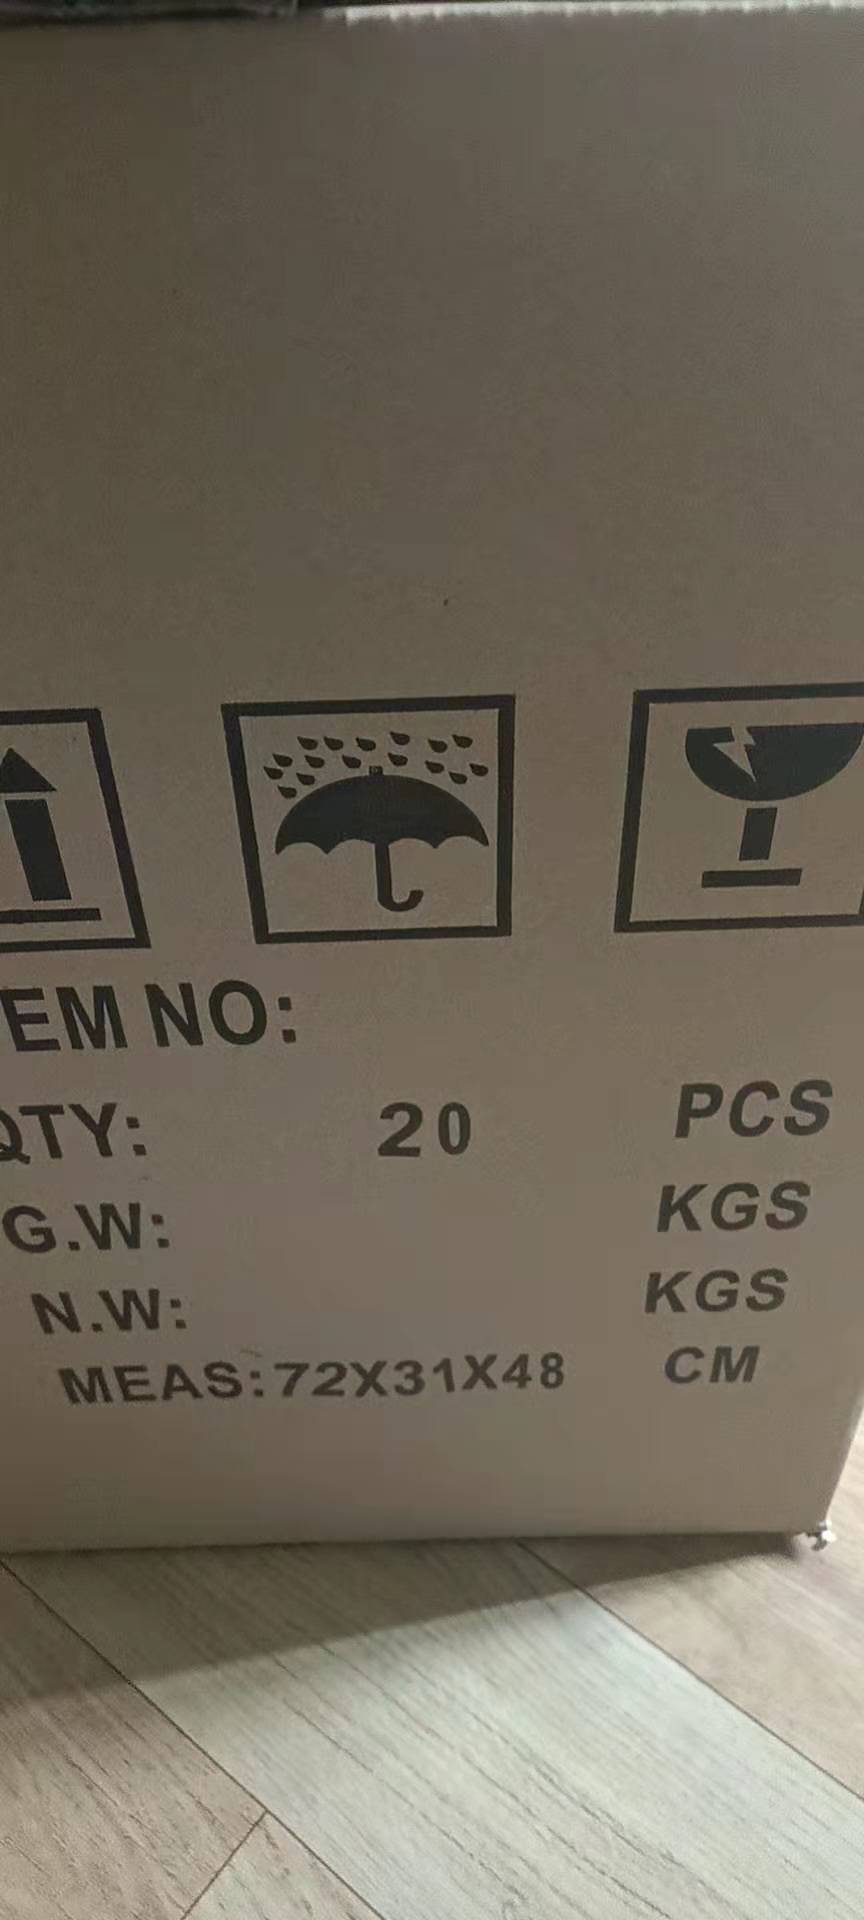 EM NO:
QTY: 20 PCS
G.W: KGS
N.W: KGS
MEAS:72X31X48 CM